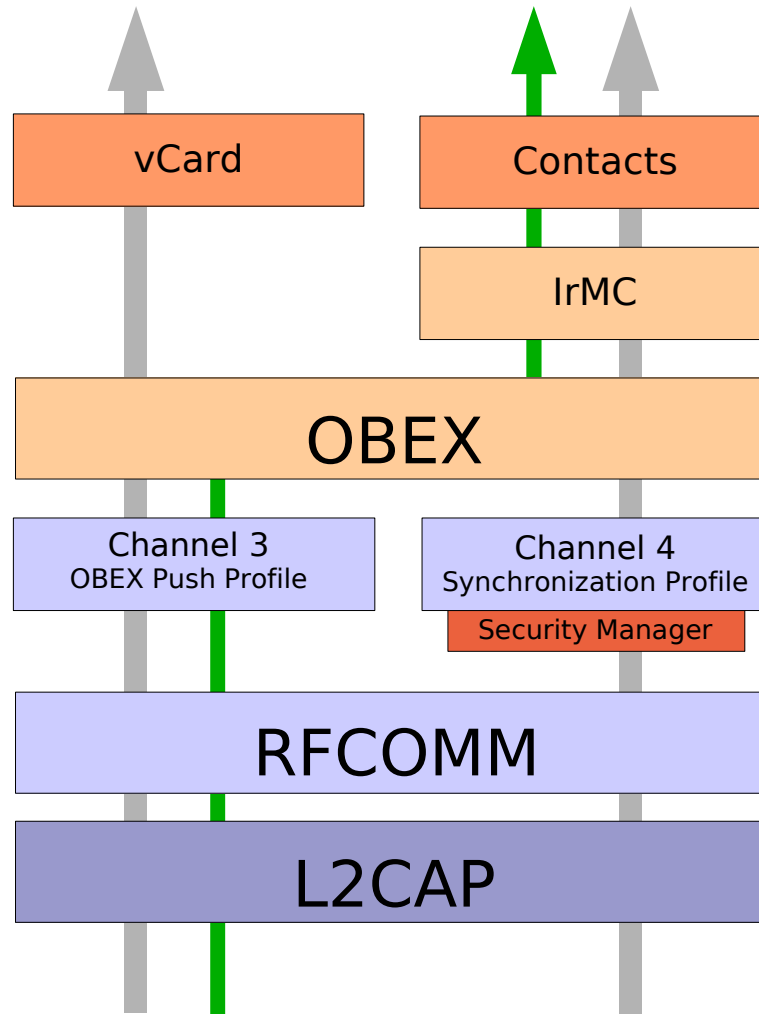 vCard
Contacts
IrMC
OBEX
Channel 3
OBEX Push Profile
Channel 4
Synchronization Profile
Security Manager
RFCOMM
L2CAP